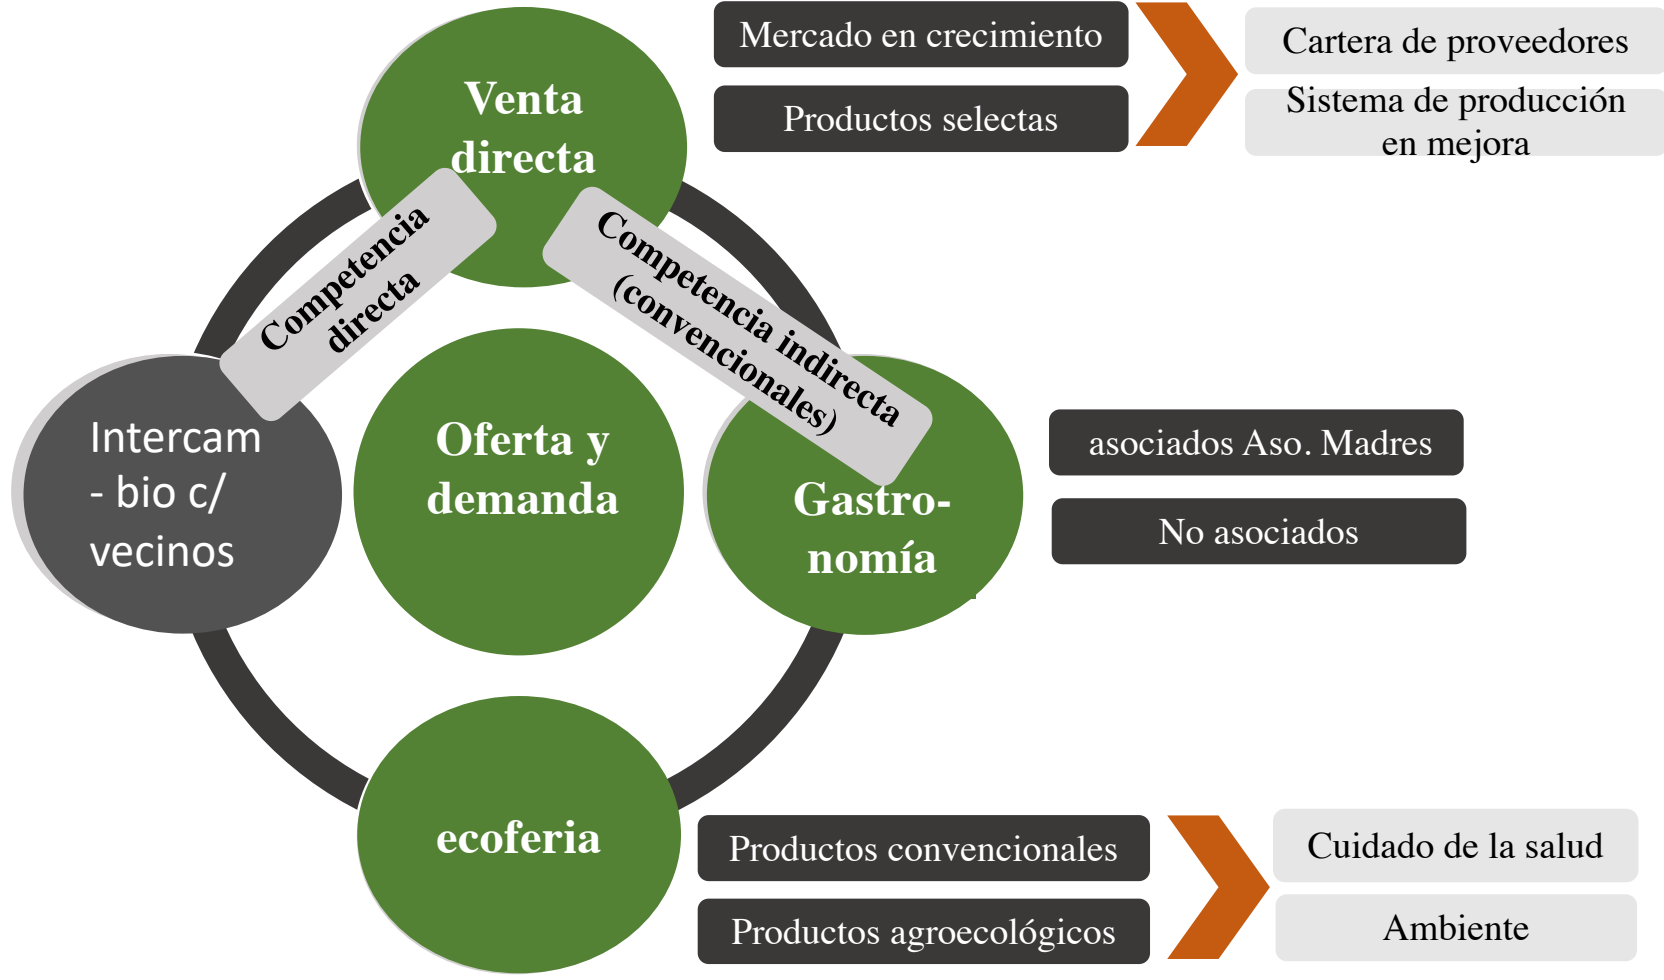 Venta
directa
Mercado en crecimiento
Productos selectas
Cartera de proveedores
Sistema de producción
en mejora
Competencia
directa
Competencia indirecta
(convencionales)
Intercam
- bio c/
vecinos
Oferta y
demanda
Gastro-
nomía
asociados Aso. Madres
No asociados
ecoferia
Productos convencionales
Productos agroecológicos
Cuidado de la salud
Ambiente